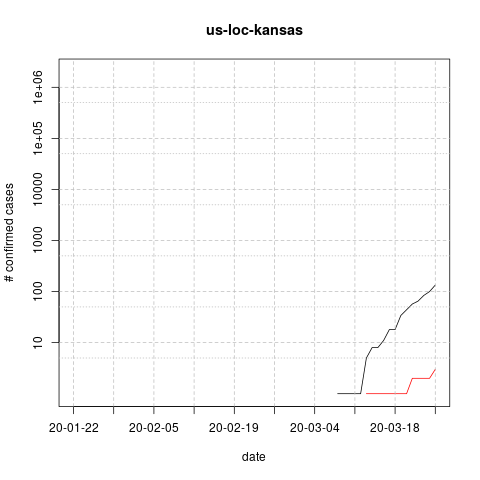 us-loc-kansas
# confirmed cases
1e+06
1e+05
10000
1000
100
10
20-01-22
20-02-05
20-02-19
20-03-04
20-03-18
date